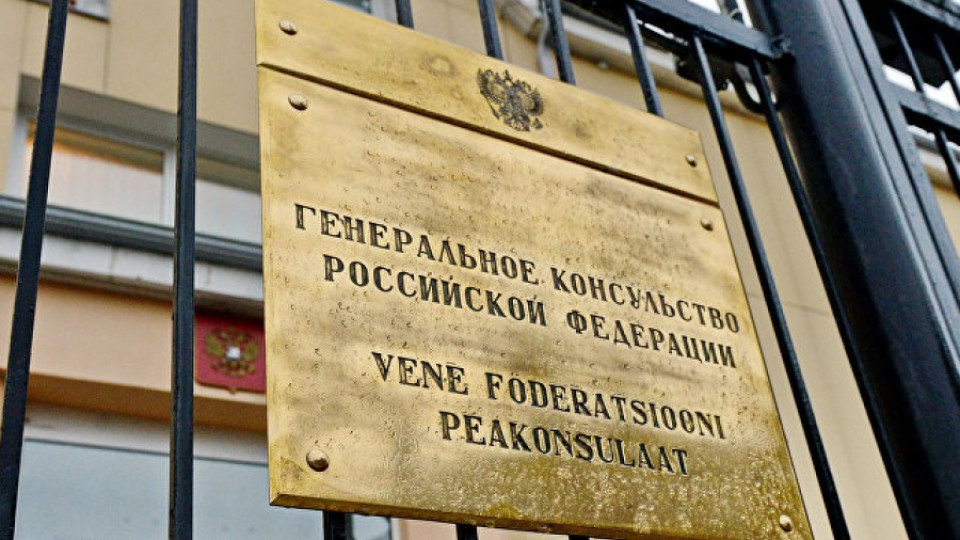 ГЕНЕРАЛЬНОЕ КОНСУЛЬСТВО
РОССИЙСКОЙ ФЕДЕРАЦИИ
VENE FÖDERATSIOONI
PEAKONSULAAT